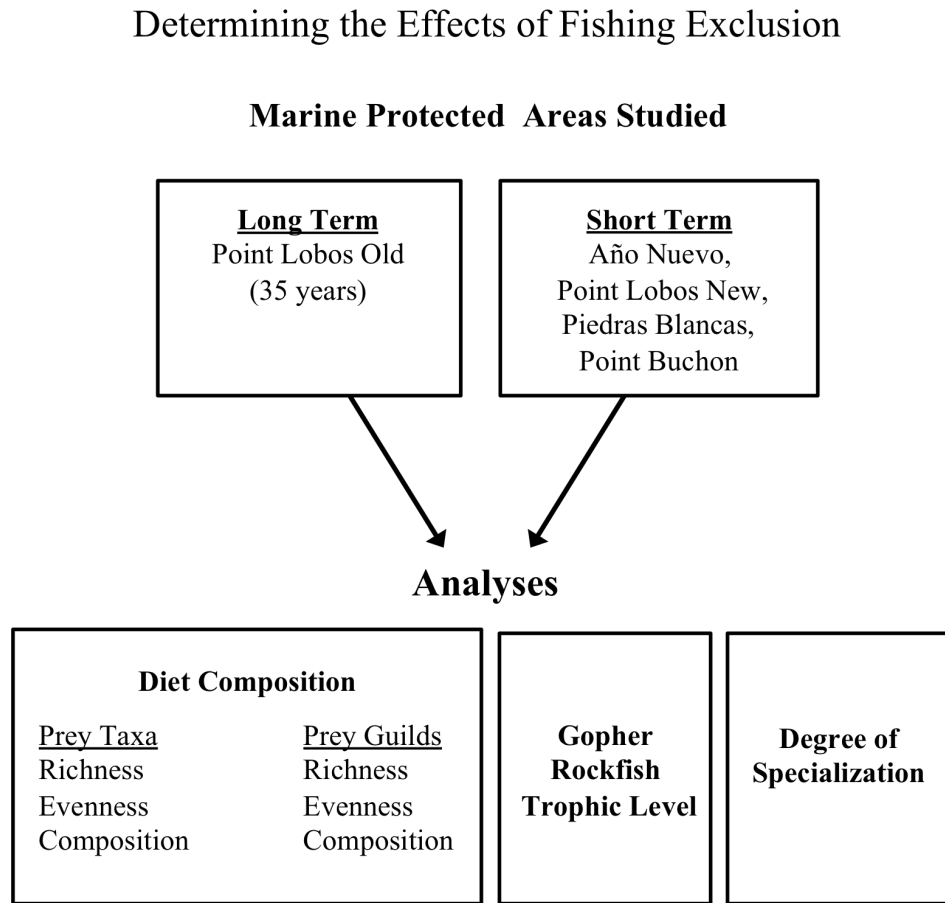 Determining the Effects of Fishing Exclusion
Marine Protected Areas Studied
Long Term
Point Lobos Old
(35 years)
Short Term
Año Nuevo,
Point Lobos New,
Piedras Blancas,
Point Buchon
Analyses
Diet Composition
Prey Taxa
Richness
Evenness
Composition
Prey Guilds
Richness
Evenness
Composition
Gopher
Rockfish
Trophic Level
Degree of
Specialization